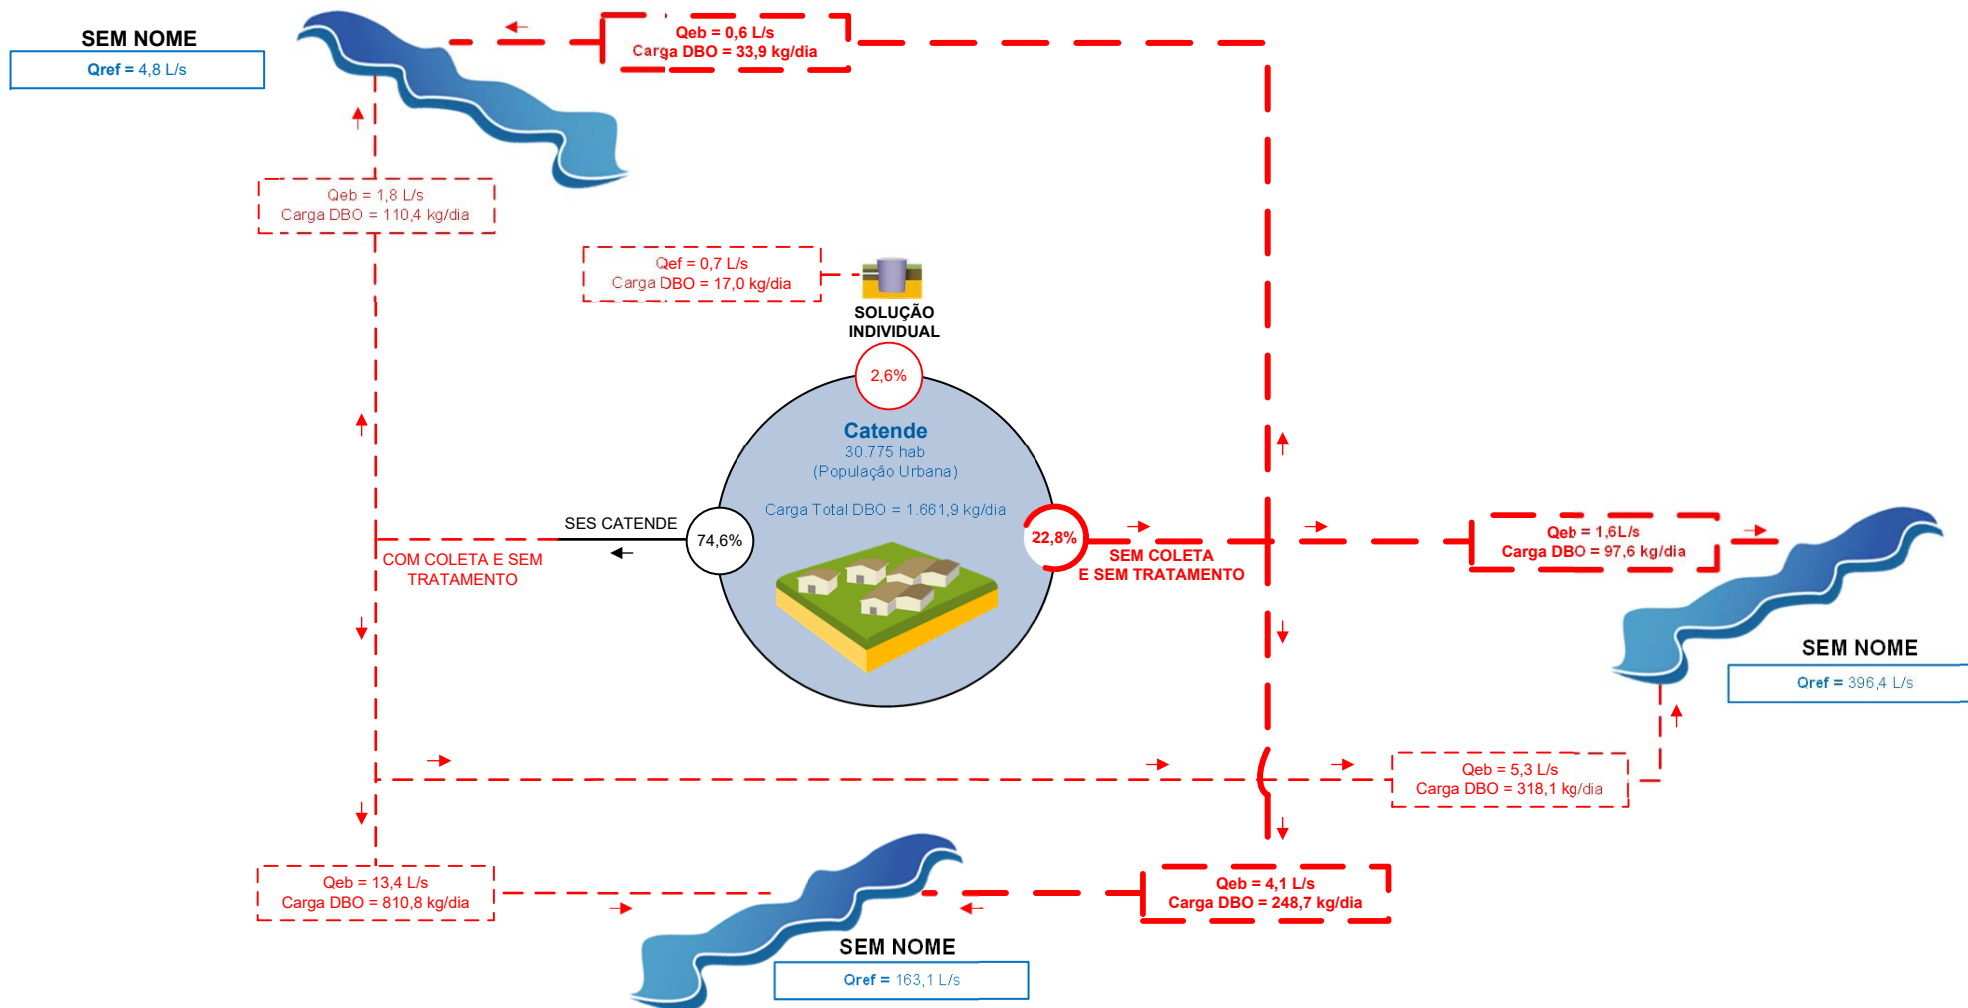 SEM NOME
Qref = 4,8 L/s
Qeb = 0,6 L/s
Carga DBO = 33,9 kg/dia
Qeb = 1,8 L/s
Carga DBO = 110,4 kg/dia
Qef = 0,7 L/s
Carga DBO = 17,0 kg/dia
SOLUÇÃO
INDIVIDUAL
2,6%
Catende
30.775 hab
(População Urbana)
Carga Total DBO = 1.661,9 kg/dia
SES CATENDE
74,6%
22,8%
COM COLETA E SEM
TRATAMENTO
SEM COLETA
E SEM TRATAMENTO
Qeb = 1,6L/s
Carga DBO = 97,6 kg/dia
SEM NOME
Qref = 396,4 L/s
Qeb = 5,3 L/s
Carga DBO = 318,1 kg/dia
Qeb = 13,4 L/s
Carga DBO = 810,8 kg/dia
Qeb = 4,1 L/s
Carga DBO = 248,7 kg/dia
SEM NOME
Qref = 163,1 L/s